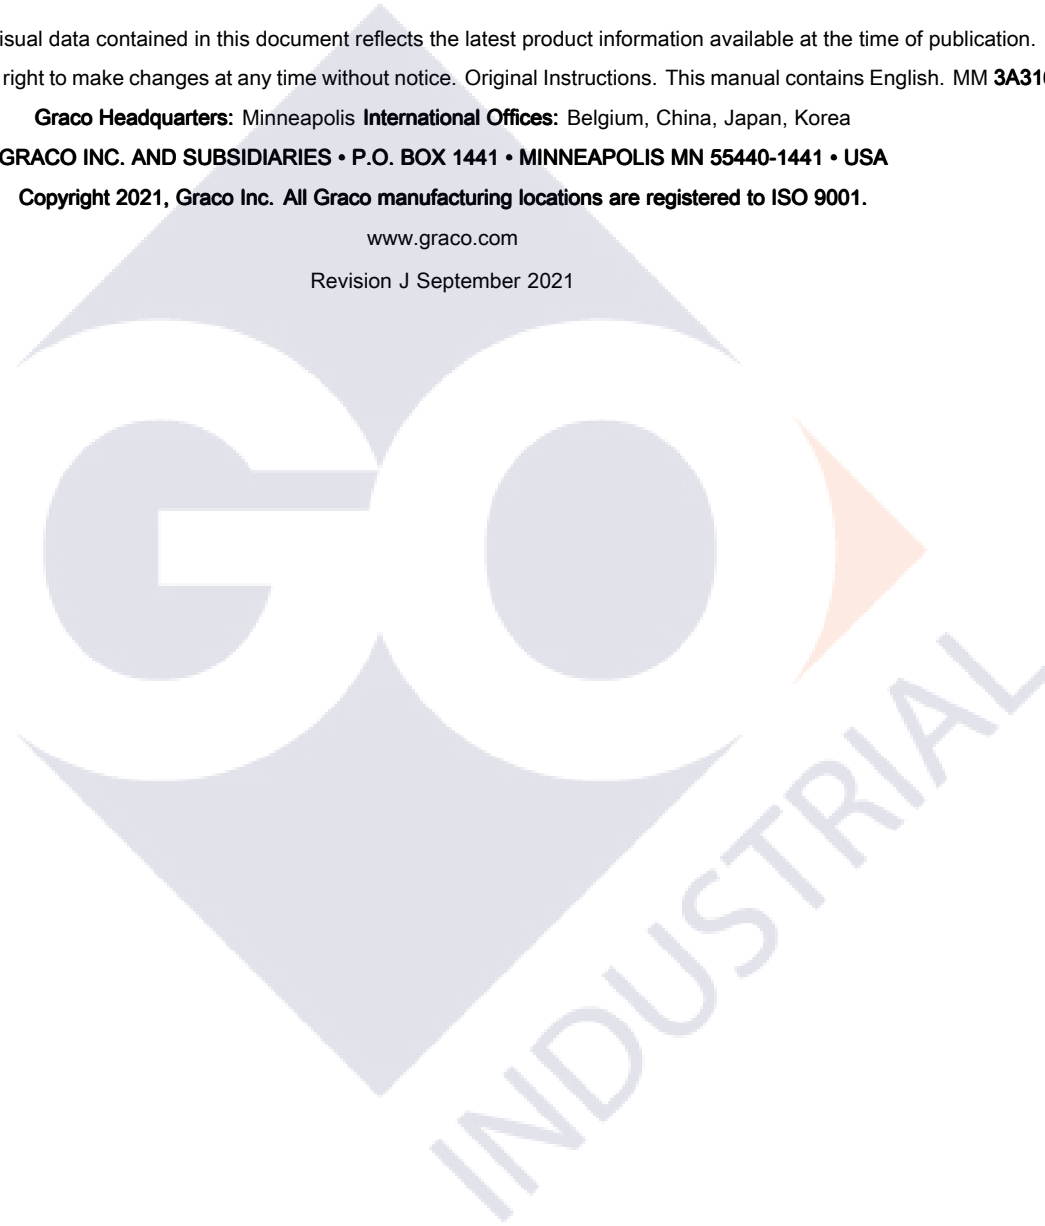 isual data contained in this document reflects the latest product information available at the time of publication.
right to make changes at any time without notice. Original Instructions. This manual contains English. MM 3A310
Graco Headquarters: Minneapolis International Offices: Belgium, China, Japan, Korea
GRACO INC. AND SUBSIDIARIES • P.O. BOX 1441 • MINNEAPOLIS MN 55440-1441 • USA
Copyright 2021, Graco Inc. All Graco manufacturing locations are registered to ISO 9001.
www.graco.com
Revision J September 2021
GO
INDUSTRIAL